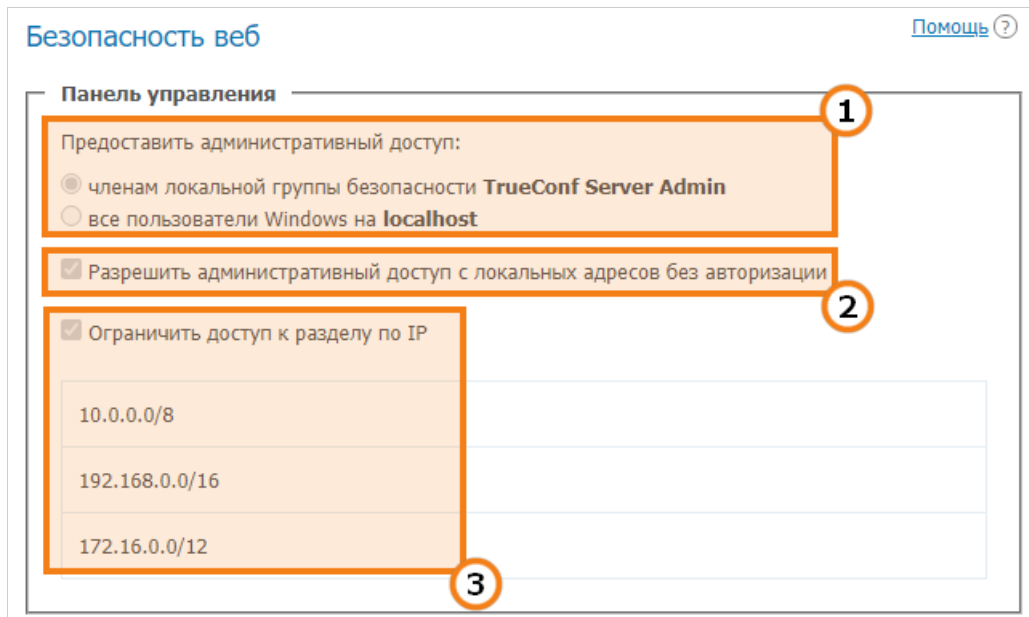 Безопасность веб
Помощь ?
Панель управления
1
Предоставить административный доступ:
членам локальной группы безопасности TrueConf Server Admin
все пользователи Windows на localhost
Разрешить административный доступ с локальных адресов без авторизации
2
Ограничить доступ к разделу по IP
10.0.0.0/8
192.168.0.0/16
172.16.0.0/12
3